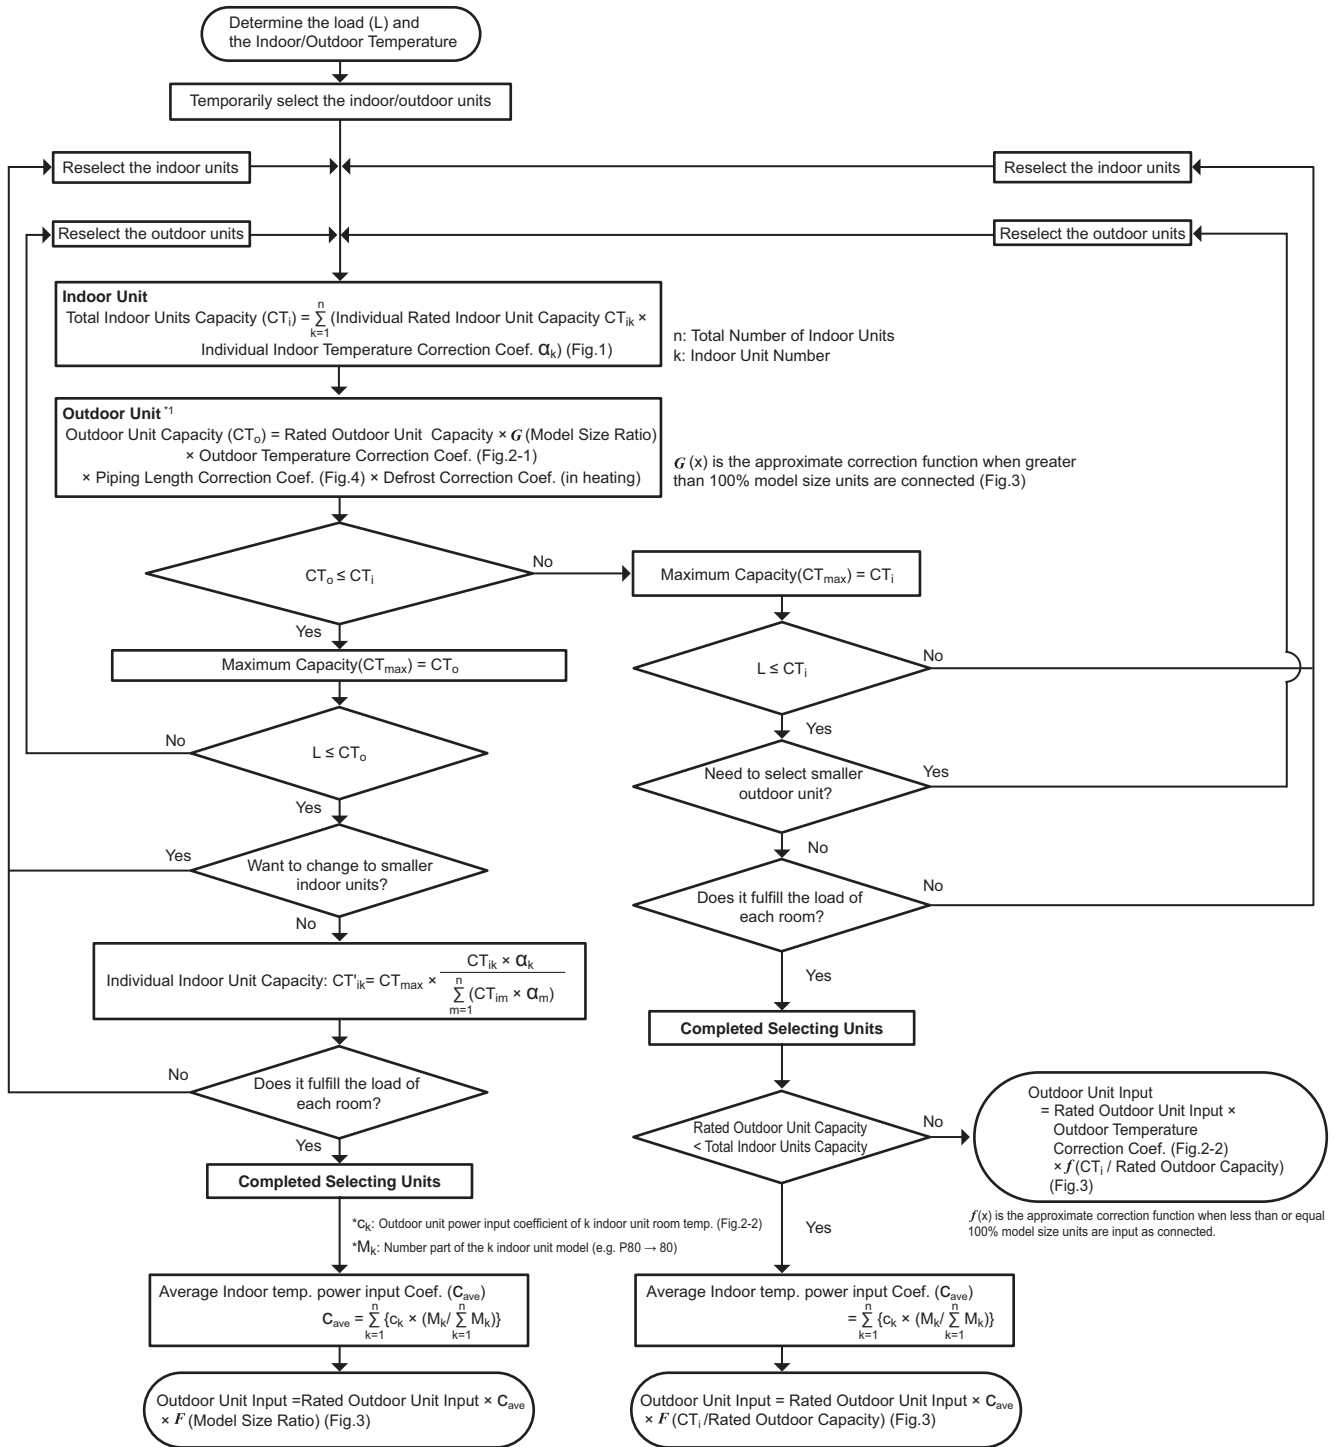 Determine the load (L) and
the Indoor/Outdoor Temperature
Temporarily select the indoor/outdoor units
Reselect the indoor units
Reselect the indoor units
Reselect the outdoor units
Reselect the outdoor units
Indoor Unit
Total Indoor Units Capacity (CTi) = n∑k=1 (Individual Rated Indoor Unit Capacity CTik ×
Individual Indoor Temperature Correction Coef. αk) (Fig.1)
n: Total Number of Indoor Units
k: Indoor Unit Number
Outdoor Unit *1
Outdoor Unit Capacity (CTo) = Rated Outdoor Unit Capacity × G (Model Size Ratio)
× Outdoor Temperature Correction Coef. (Fig.2-1)
× Piping Length Correction Coef. (Fig.4) × Defrost Correction Coef. (in heating)
G (x) is the approximate correction function when greater
than 100% model size units are connected (Fig.3)
CTo ≤ CTi
No
Maximum Capacity(CTmax) = CTi
Yes
Maximum Capacity(CTmax) = CTo
L ≤ CTi
No
Yes
L ≤ CTo
No
Yes
Need to select smaller
outdoor unit?
Yes
No
Want to change to smaller
indoor units?
Yes
No
Does it fulfill the load of
each room?
No
Yes
Individual Indoor Unit Capacity: CT'ik= CTmax × CTik × αk / n∑m=1 (CTim × αm)
Completed Selecting Units
Does it fulfill the load of
each room?
No
Yes
Rated Outdoor Unit Capacity
< Total Indoor Units Capacity
No
Yes
Outdoor Unit Input
= Rated Outdoor Unit Input ×
Outdoor Temperature
Correction Coef. (Fig.2-2)
× f(CTi / Rated Outdoor Capacity)
(Fig.3)
f(x) is the approximate correction function when less than or equal
100% model size units are input as connected.
Completed Selecting Units
*ck: Outdoor unit power input coefficient of k indoor unit room temp. (Fig.2-2)
*Mk: Number part of the k indoor unit model (e.g. P80 → 80)
Average Indoor temp. power input Coef. (Cave)
Cave = n∑k=1 {ck × (Mk/ n∑k=1 Mk)}
Average Indoor temp. power input Coef. (Cave)
= n∑k=1 {ck × (Mk/ n∑k=1 Mk)}
Outdoor Unit Input =Rated Outdoor Unit Input × Cave
× F (Model Size Ratio) (Fig.3)
Outdoor Unit Input = Rated Outdoor Unit Input × Cave
× F (CTi /Rated Outdoor Capacity) (Fig.3)